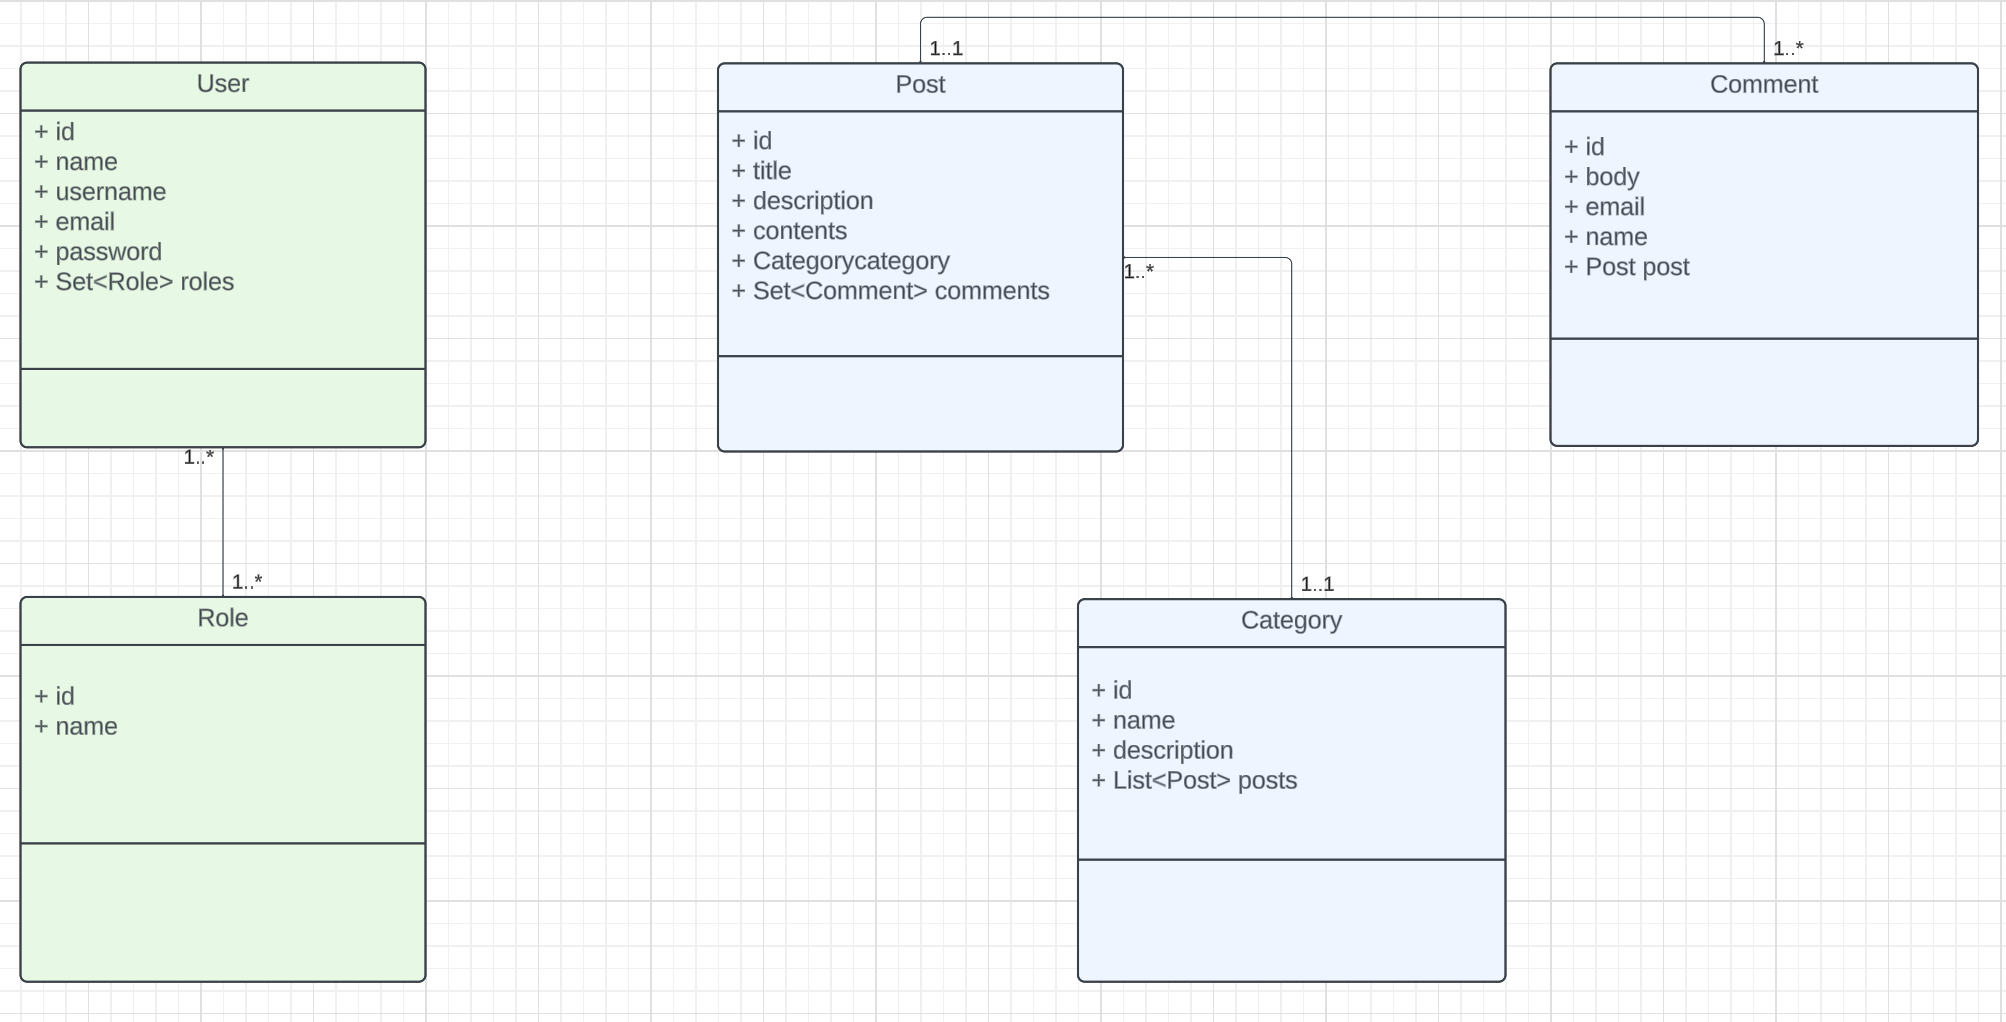 User
+ id
+ name
+ username
+ email
+ password
+ Set<Role> roles
1..*
1..*
Role
+ id
+ name
1..1
Post
+ id
+ title
+ description
+ contents
+ Categorycategory
+ Set<Comment> comments
1..*
1..*
Comment
+ id
+ body
+ email
+ name
+ Post post
1..1
Category
+ id
+ name
+ description
+ List<Post> posts